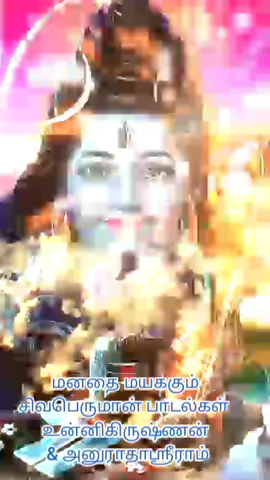 மனதை மயக்கும்
சிவபெருமான் பாடல்கள்
உன்னிகிருஷ்ணன்
& அனுராதாஸ்ரீராம்